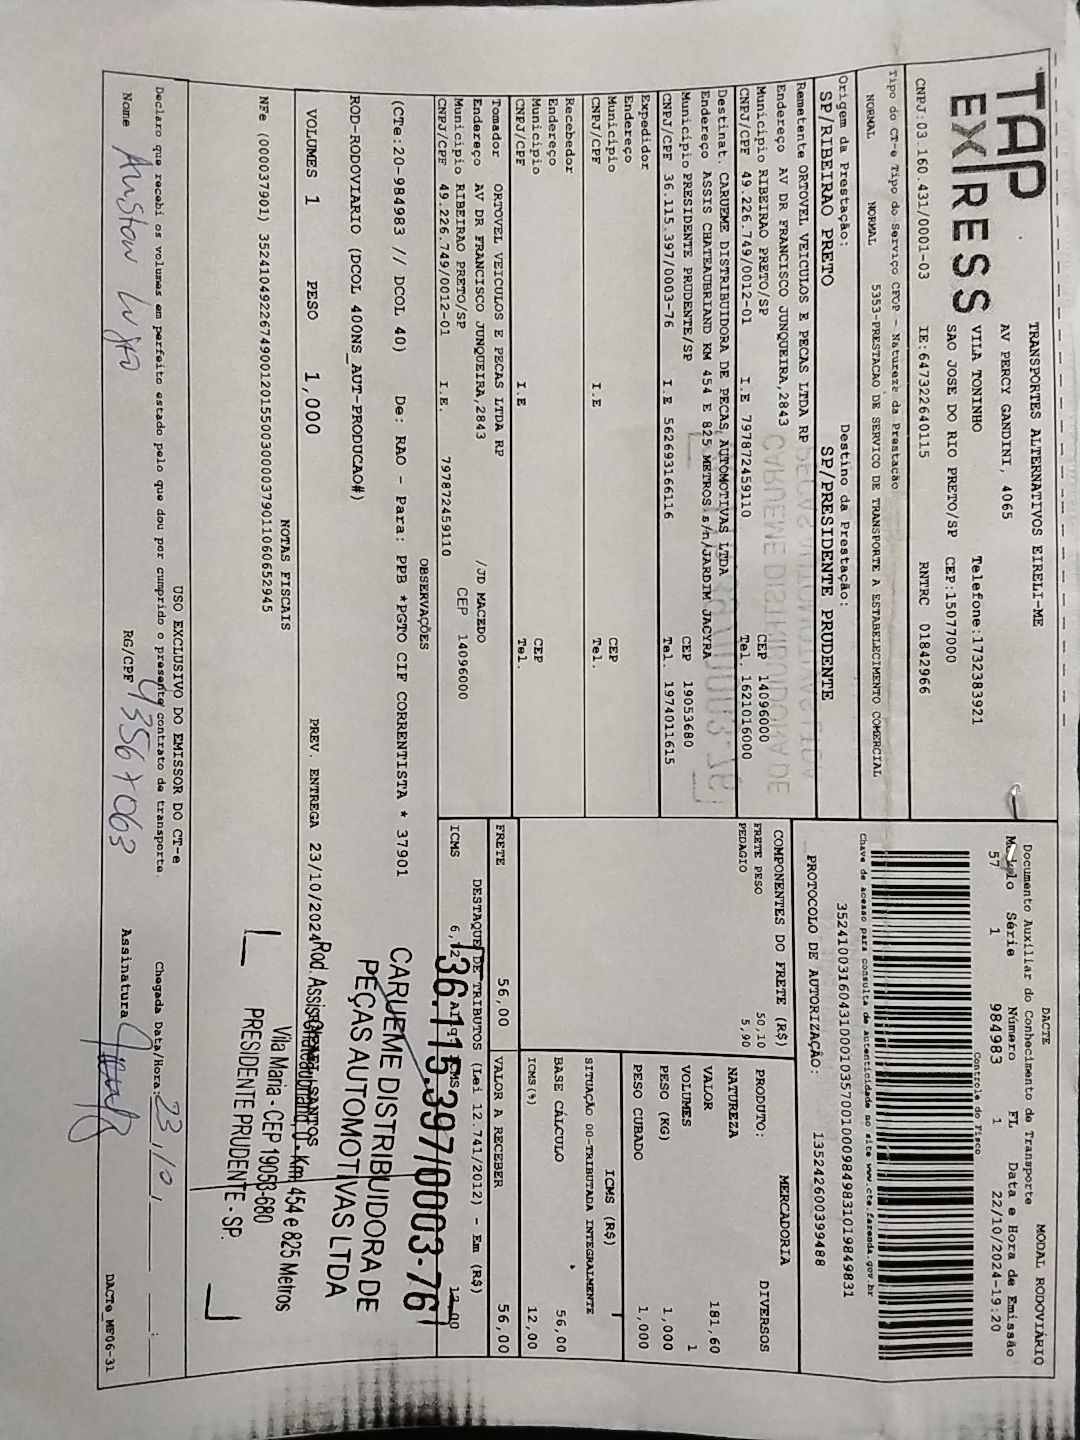 TAP
EXPRESS
TRANSPORTES ALTERNATIVOS EIRELI-ME
AV PERCY GANDINI, 4065
VILA TONINHO Telefone:1732383921
SAO JOSE DO RIO PRETO/SP CEP:15077000
CNPJ:03.160.431/0001-03 IE:647322640115 RNTRC 01842966
DACTE MODAL RODOVIÁRIO
Documento Auxiliar do Conhecimento de Transporte
Modelo Série Número FL Data e Hora de Emissão
57 1 984983 1 22/10/2024-19:20
Controle do Fisco
Chave de acesso para consulta de autenticidade no site www.cte.fazenda.gov.br
35241003160431000103570010009849831019849831
PROTOCOLO DE AUTORIZAÇÃO: 135242600399488
Tipo do CT-e Tipo do Serviço CFOP - Natureza da Prestação
NORMAL NORMAL 5353-PRESTACAO DE SERVICO DE TRANSPORTE A ESTABELECIMENTO COMERCIAL
Origem da Prestação: Destino da Prestação:
SP/RIBEIRAO PRETO SP/PRESIDENTE PRUDENTE
Remetente ORTOVEL VEICULOS E PECAS LTDA RP
Endereço AV DR FRANCISCO JUNQUEIRA,2843
Município RIBEIRAO PRETO/SP CEP 14096000
CNPJ/CPF 49.226.749/0012-01 I.E 797872459110 Tel. 1621016000
Destinat. CARUEME DISTRIBUIDORA DE PECAS AUTOMOTIVAS LTDA
Endereço ASSIS CHATEAUBRIAND KM 454 E 825 METROS s/n/JARDIM JACYRA
Município PRESIDENTE PRUDENTE/SP CEP 19053680
CNPJ/CPF 36.115.397/0003-76 I.E 562693166116 Tel. 1974011615
Expedidor
Endereço
Município CEP
CNPJ/CPF I.E Tel.
Recebedor
Endereço
Município CEP
CNPJ/CPF I.E Tel.
Tomador ORTOVEL VEICULOS E PECAS LTDA RP
Endereço AV DR FRANCISCO JUNQUEIRA,2843 /JD MACEDO
Município RIBEIRAO PRETO/SP CEP 14096000
CNPJ/CPF 49.226.749/0012-01 I.E. 797872459110
COMPONENTES DO FRETE (R$)
FRETE PESO 50,10
PEDAGIO 5,90
MERCADORIA
PRODUTO: DIVERSOS
NATUREZA
VALOR 181,60
VOLUMES 1
PESO (KG) 1,000
PESO CUBADO 1,000
ICMS (R$)
SITUAÇÃO 00-TRIBUTADA INTEGRALMENTE
BASE CÁLCULO 56,00
ICMS(%) 12,00
FRETE 56,00 VALOR A RECEBER 56,00
DESTAQUE DE TRIBUTOS (Lei 12.741/2012) - Em (R$)
ICMS 12,00
OBSERVAÇÕES
(CTe:20-984983 // DCOL 40) De: RAO - Para: PPB *PGTO CIF CORRENTISTA * 37901
ROD-RODOVIARIO (DCOL 400NS_AUT-PRODUCAO#)
VOLUMES 1 PESO 1,000 PREV. ENTREGA 23/10/2024
NOTAS FISCAIS
NFe (000037901) 35241049226749001201550030000379011060652945
36.115.397/0003-76
CARUEME DISTRIBUIDORA DE
PEÇAS AUTOMOTIVAS LTDA
Rod. Assis Chateaubriand, 0 - Km 454 e 825 Metros
Vila Maria - CEP 19053-680
PRESIDENTE PRUDENTE - SP.
USO EXCLUSIVO DO EMISSOR DO CT-e
Declaro que recebi os volumes em perfeito estado pelo que dou por cumprido o presente contrato de transporte. Chegada Data/Hora: 23/10/ :
Nome RG/CPF Assinatura
DACTe_MF06-31